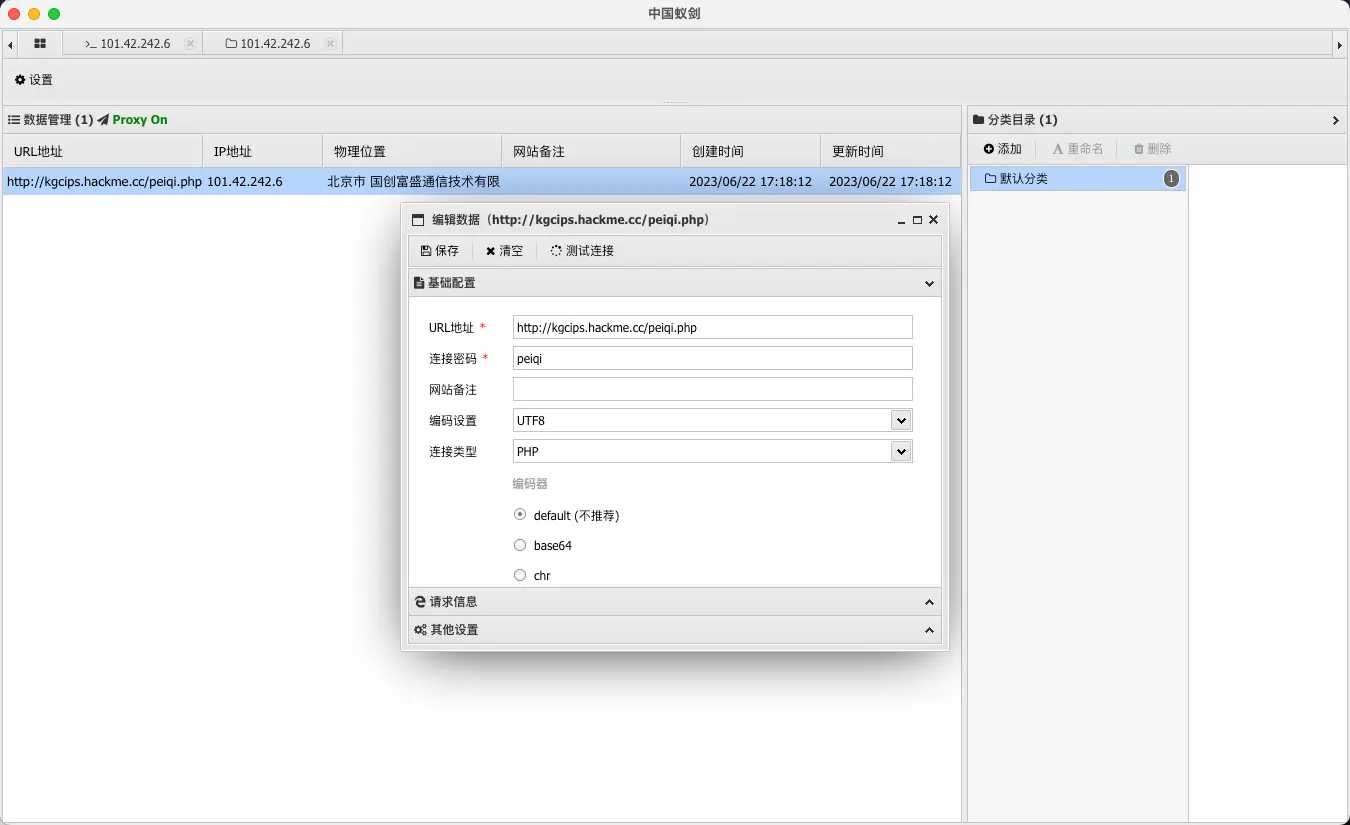 中国蚁剑
>_ 101.42.242.6
101.42.242.6
设置
数据管理 (1) Proxy On
分类目录 (1)
URL地址 IP地址 物理位置 网站备注 创建时间 更新时间
添加 重命名 删除
http://kgcips.hackme.cc/peiqi.php 101.42.242.6 北京市 国创富盛通信技术有限 2023/06/22 17:18:12 2023/06/22 17:18:12
默认分类 1
编辑数据（http://kgcips.hackme.cc/peiqi.php）
保存 清空 测试连接
基础配置
URL地址 * http://kgcips.hackme.cc/peiqi.php
连接密码 * peiqi
网站备注
编码设置 UTF8
连接类型 PHP
编码器
default (不推荐)
base64
chr
请求信息
其他设置